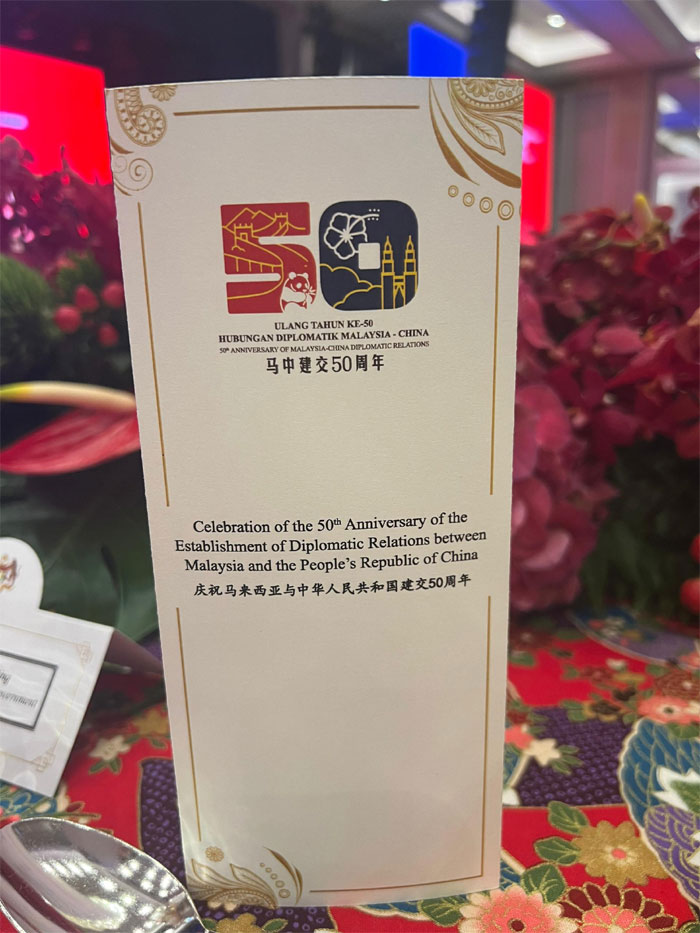 50
ULANG TAHUN KE-50
HUBUNGAN DIPLOMATIK MALAYSIA - CHINA
50th ANNIVERSARY OF MALAYSIA-CHINA DIPLOMATIC RELATIONS
马中建交50周年
Celebration of the 50th Anniversary of the
Establishment of Diplomatic Relations between
Malaysia and the People's Republic of China
庆祝马来西亚与中华人民共和国建交50周年